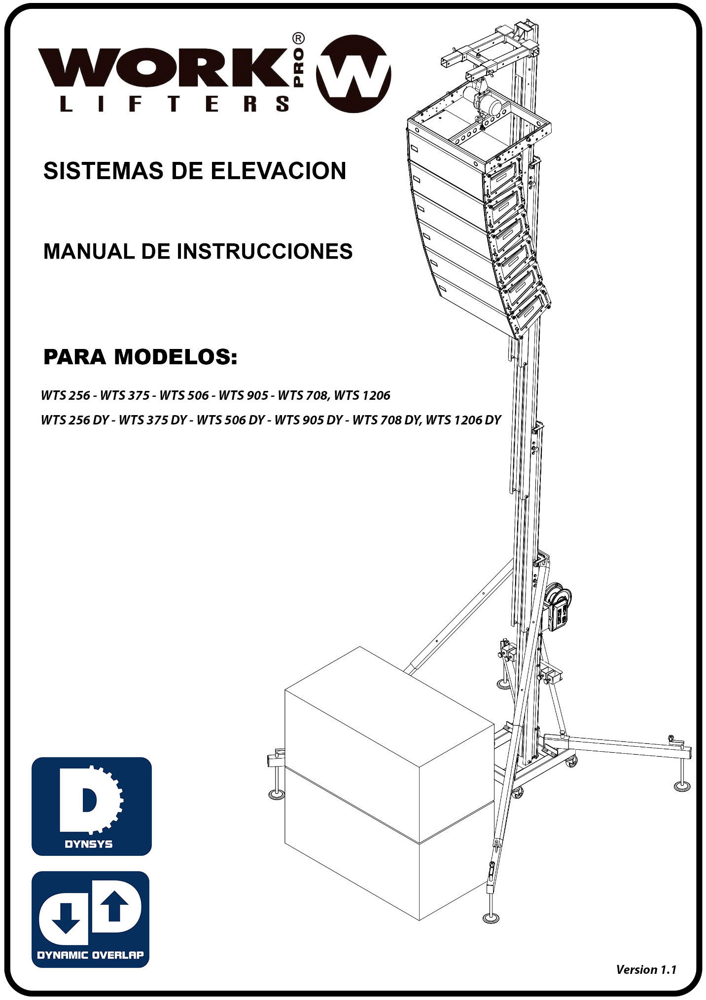 WORK PRO®
LIFTERS
W
SISTEMAS DE ELEVACION
MANUAL DE INSTRUCCIONES
PARA MODELOS:
WTS 256 - WTS 375 - WTS 506 - WTS 905 - WTS 708, WTS 1206
WTS 256 DY - WTS 375 DY - WTS 506 DY - WTS 905 DY - WTS 708 DY, WTS 1206 DY
D
DYNSYS
DYNAMIC OVERLAP
Version 1.1